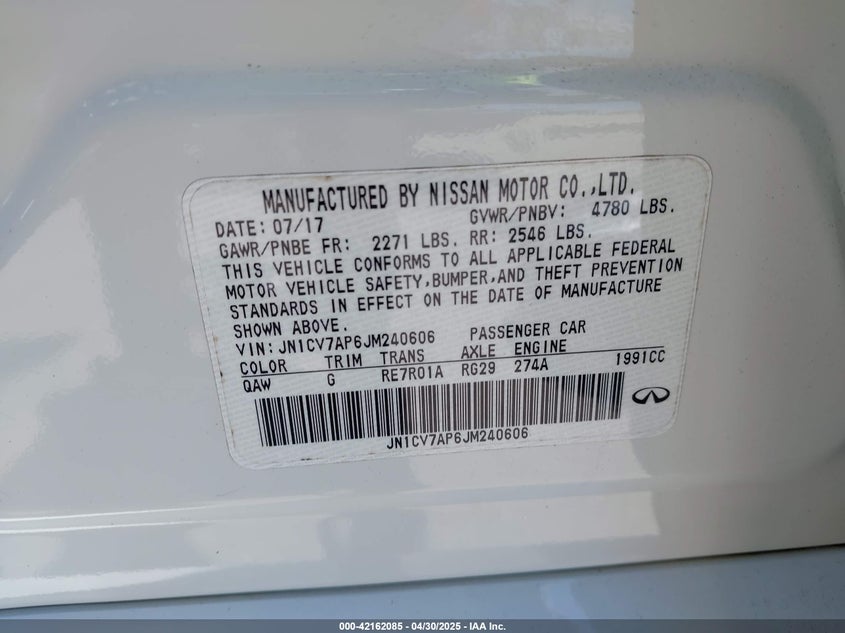 MANUFACTURED BY NISSAN MOTOR CO.,LTD.
DATE: 07/17 GVWR/PNBV: 4780 LBS.
GAWR/PNBE FR: 2271 LBS. RR: 2546 LBS.
THIS VEHICLE CONFORMS TO ALL APPLICABLE FEDERAL
MOTOR VEHICLE SAFETY,BUMPER,AND THEFT PREVENTION
STANDARDS IN EFFECT ON THE DATE OF MANUFACTURE
SHOWN ABOVE.
VIN: JN1CV7AP6JM240606 PASSENGER CAR
COLOR TRIM TRANS AXLE ENGINE
QAW G RE7R01A RG29 274A 1991CC
JN1CV7AP6JM240606
000-42162085 - 04/30/2025 - IAA Inc.